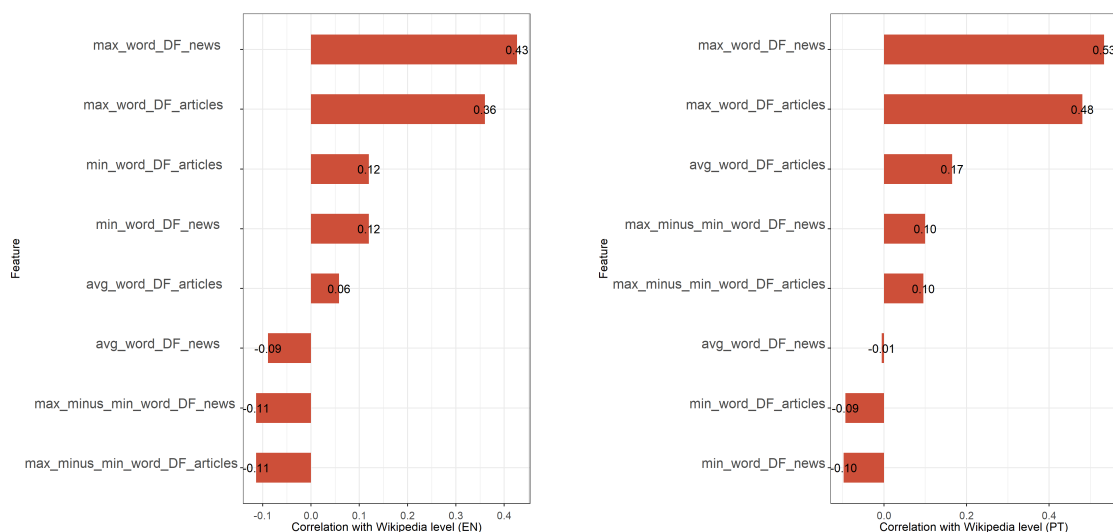 max_word_DF_news
0.43
max_word_DF_articles
0.36
min_word_DF_articles
0.12
min_word_DF_news
0.12
avg_word_DF_articles
0.06
avg_word_DF_news
-0.09
max_minus_min_word_DF_news
-0.11
max_minus_min_word_DF_articles
-0.11
Feature
-0.1 0.0 0.1 0.2 0.3 0.4
Correlation with Wikipedia level (EN)
max_word_DF_news
0.53
max_word_DF_articles
0.48
avg_word_DF_articles
0.17
max_minus_min_word_DF_news
0.10
max_minus_min_word_DF_articles
0.10
avg_word_DF_news
-0.01
min_word_DF_articles
-0.09
min_word_DF_news
-0.10
Feature
0.0 0.2 0.4
Correlation with Wikipedia level (PT)